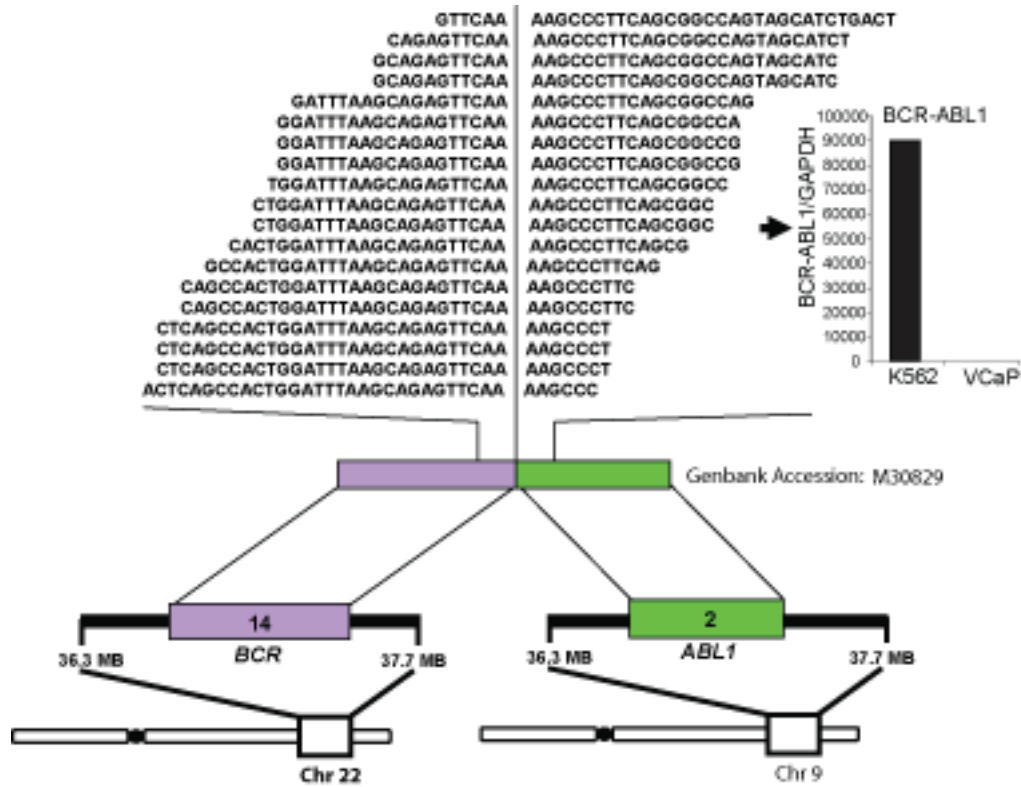 GTTCAA AAGCCCTTCAGCGGCCAGTAGCATCTGACT
CAGAGTTCAA AAGCCCTTCAGCGGCCAGTAGCATCT
GCAGAGTTCAA AAGCCCTTCAGCGGCCAGTAGCATC
GCAGAGTTCAA AAGCCCTTCAGCGGCCAGTAGCATC
GATTTAAGCAGAGTTCAA AAGCCCTTCAGCGGCCAG
GGATTTAAGCAGAGTTCAA AAGCCCTTCAGCGGCCA
GGATTTAAGCAGAGTTCAA AAGCCCTTCAGCGGCCG
GGATTTAAGCAGAGTTCAA AAGCCCTTCAGCGGCCG
TGGATTTAAGCAGAGTTCAA AAGCCCTTCAGCGGCC
CTGGATTTAAGCAGAGTTCAA AAGCCCTTCAGCGGC
CTGGATTTAAGCAGAGTTCAA AAGCCCTTCAGCGGC
CACTGGATTTAAGCAGAGTTCAA AAGCCCTTCAGCG
GCCACTGGATTTAAGCAGAGTTCAA AAGCCCTTCAG
CAGCCACTGGATTTAAGCAGAGTTCAA AAGCCCTTC
CAGCCACTGGATTTAAGCAGAGTTCAA AAGCCCTTC
CTCAGCCACTGGATTTAAGCAGAGTTCAA AAGCCCT
CTCAGCCACTGGATTTAAGCAGAGTTCAA AAGCCCT
CTCAGCCACTGGATTTAAGCAGAGTTCAA AAGCCCT
ACTCAGCCACTGGATTTAAGCAGAGTTCAA AAGCCC
BCR-ABL1
BCR-ABL1/GAPDH
100000
90000
80000
70000
60000
50000
40000
30000
20000
10000
0
K562 VCaP
Genbank Accession: M30829
14
BCR
36.3 MB 37.7 MB
Chr 22
2
ABL1
36.3 MB 37.7 MB
Chr 9